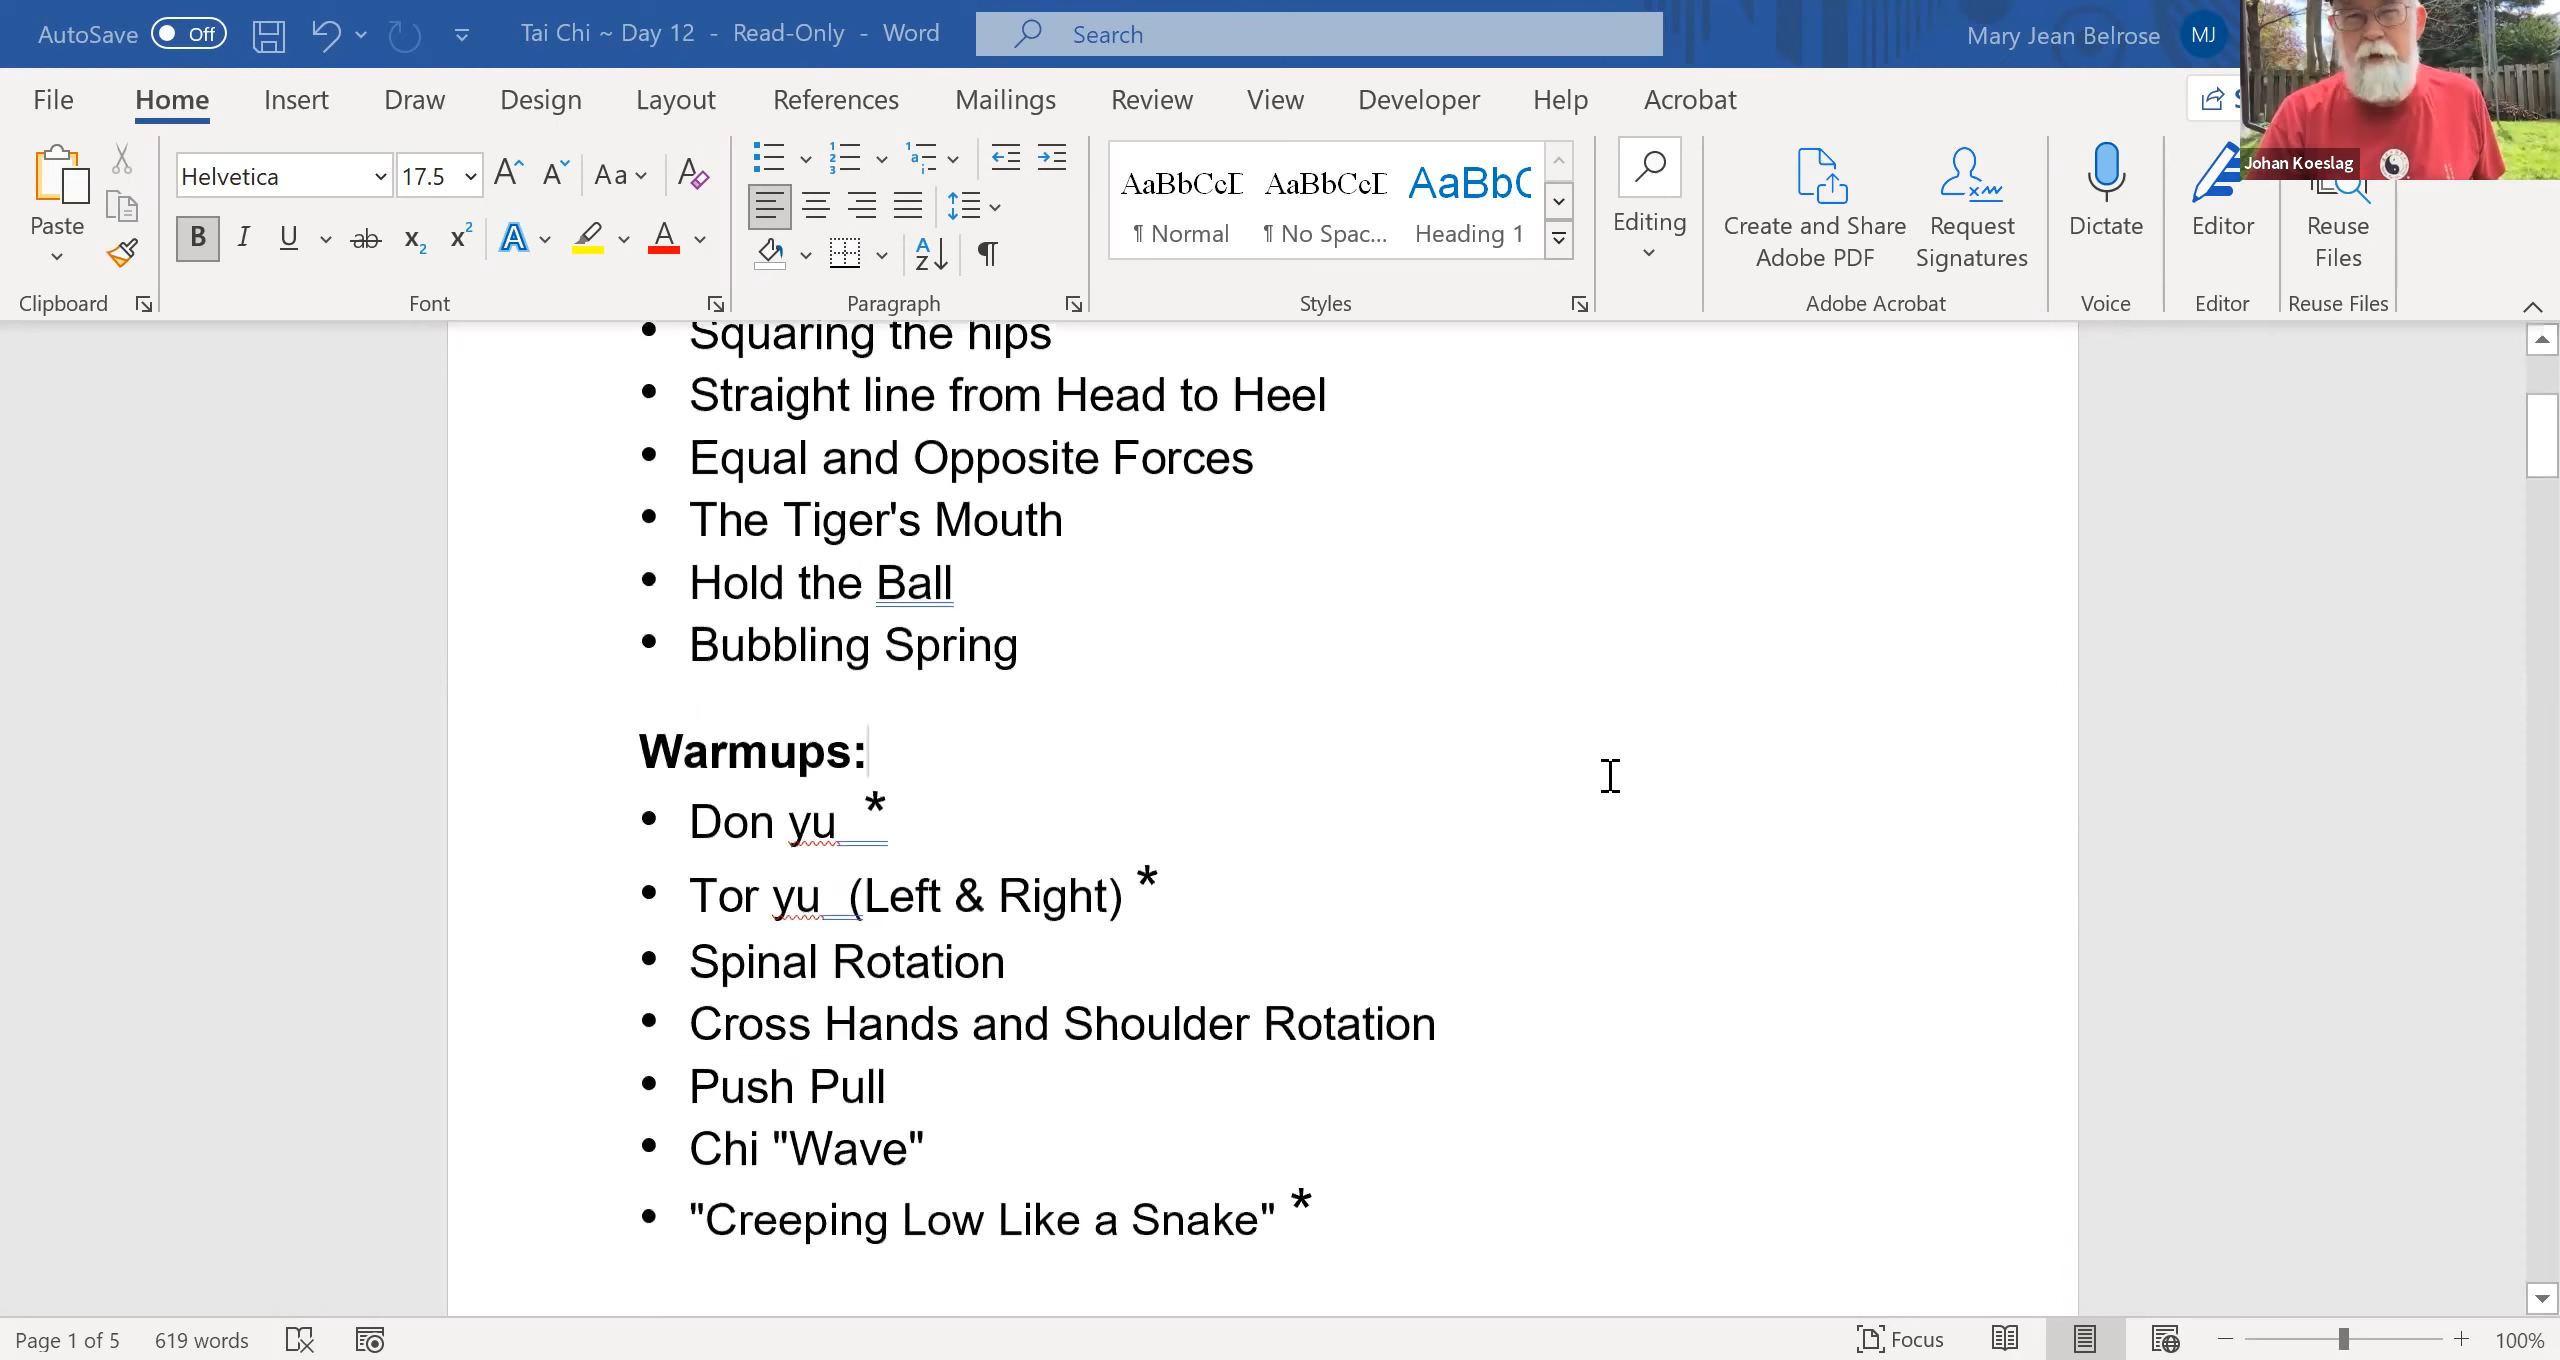 AutoSave Off Tai Chi ~ Day 12 - Read-Only - Word Search Mary Jean Belrose MJ
File Home Insert Draw Design Layout References Mailings Review View Developer Help Acrobat
Johan Koeslag
Helvetica 17.5 Aa
AaBbCcD AaBbCcD AaBbC
Paste
B I U ab x₂ x² A A
¶ Normal ¶ No Spac... Heading 1
Editing
Create and Share Adobe PDF
Request Signatures
Dictate
Editor
Reuse Files
Clipboard Font Paragraph Styles Adobe Acrobat Voice Editor Reuse Files
• Squaring the hips
• Straight line from Head to Heel
• Equal and Opposite Forces
• The Tiger's Mouth
• Hold the Ball
• Bubbling Spring
Warmups:
• Don yu *
• Tor yu (Left & Right) *
• Spinal Rotation
• Cross Hands and Shoulder Rotation
• Push Pull
• Chi "Wave"
• "Creeping Low Like a Snake" *
Page 1 of 5 619 words Focus 100%